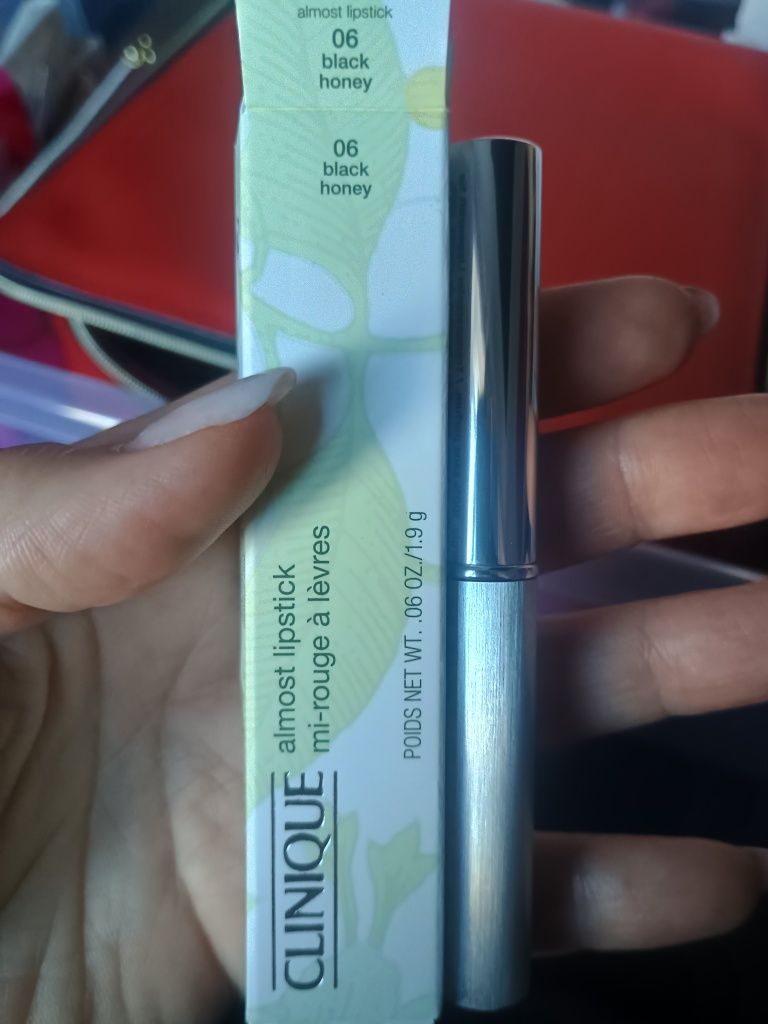 almost lipstick
06
black
honey
06
black
honey
CLINIQUE
almost lipstick
mi-rouge à lèvres
POIDS NET WT. .06 OZ./1.9 g